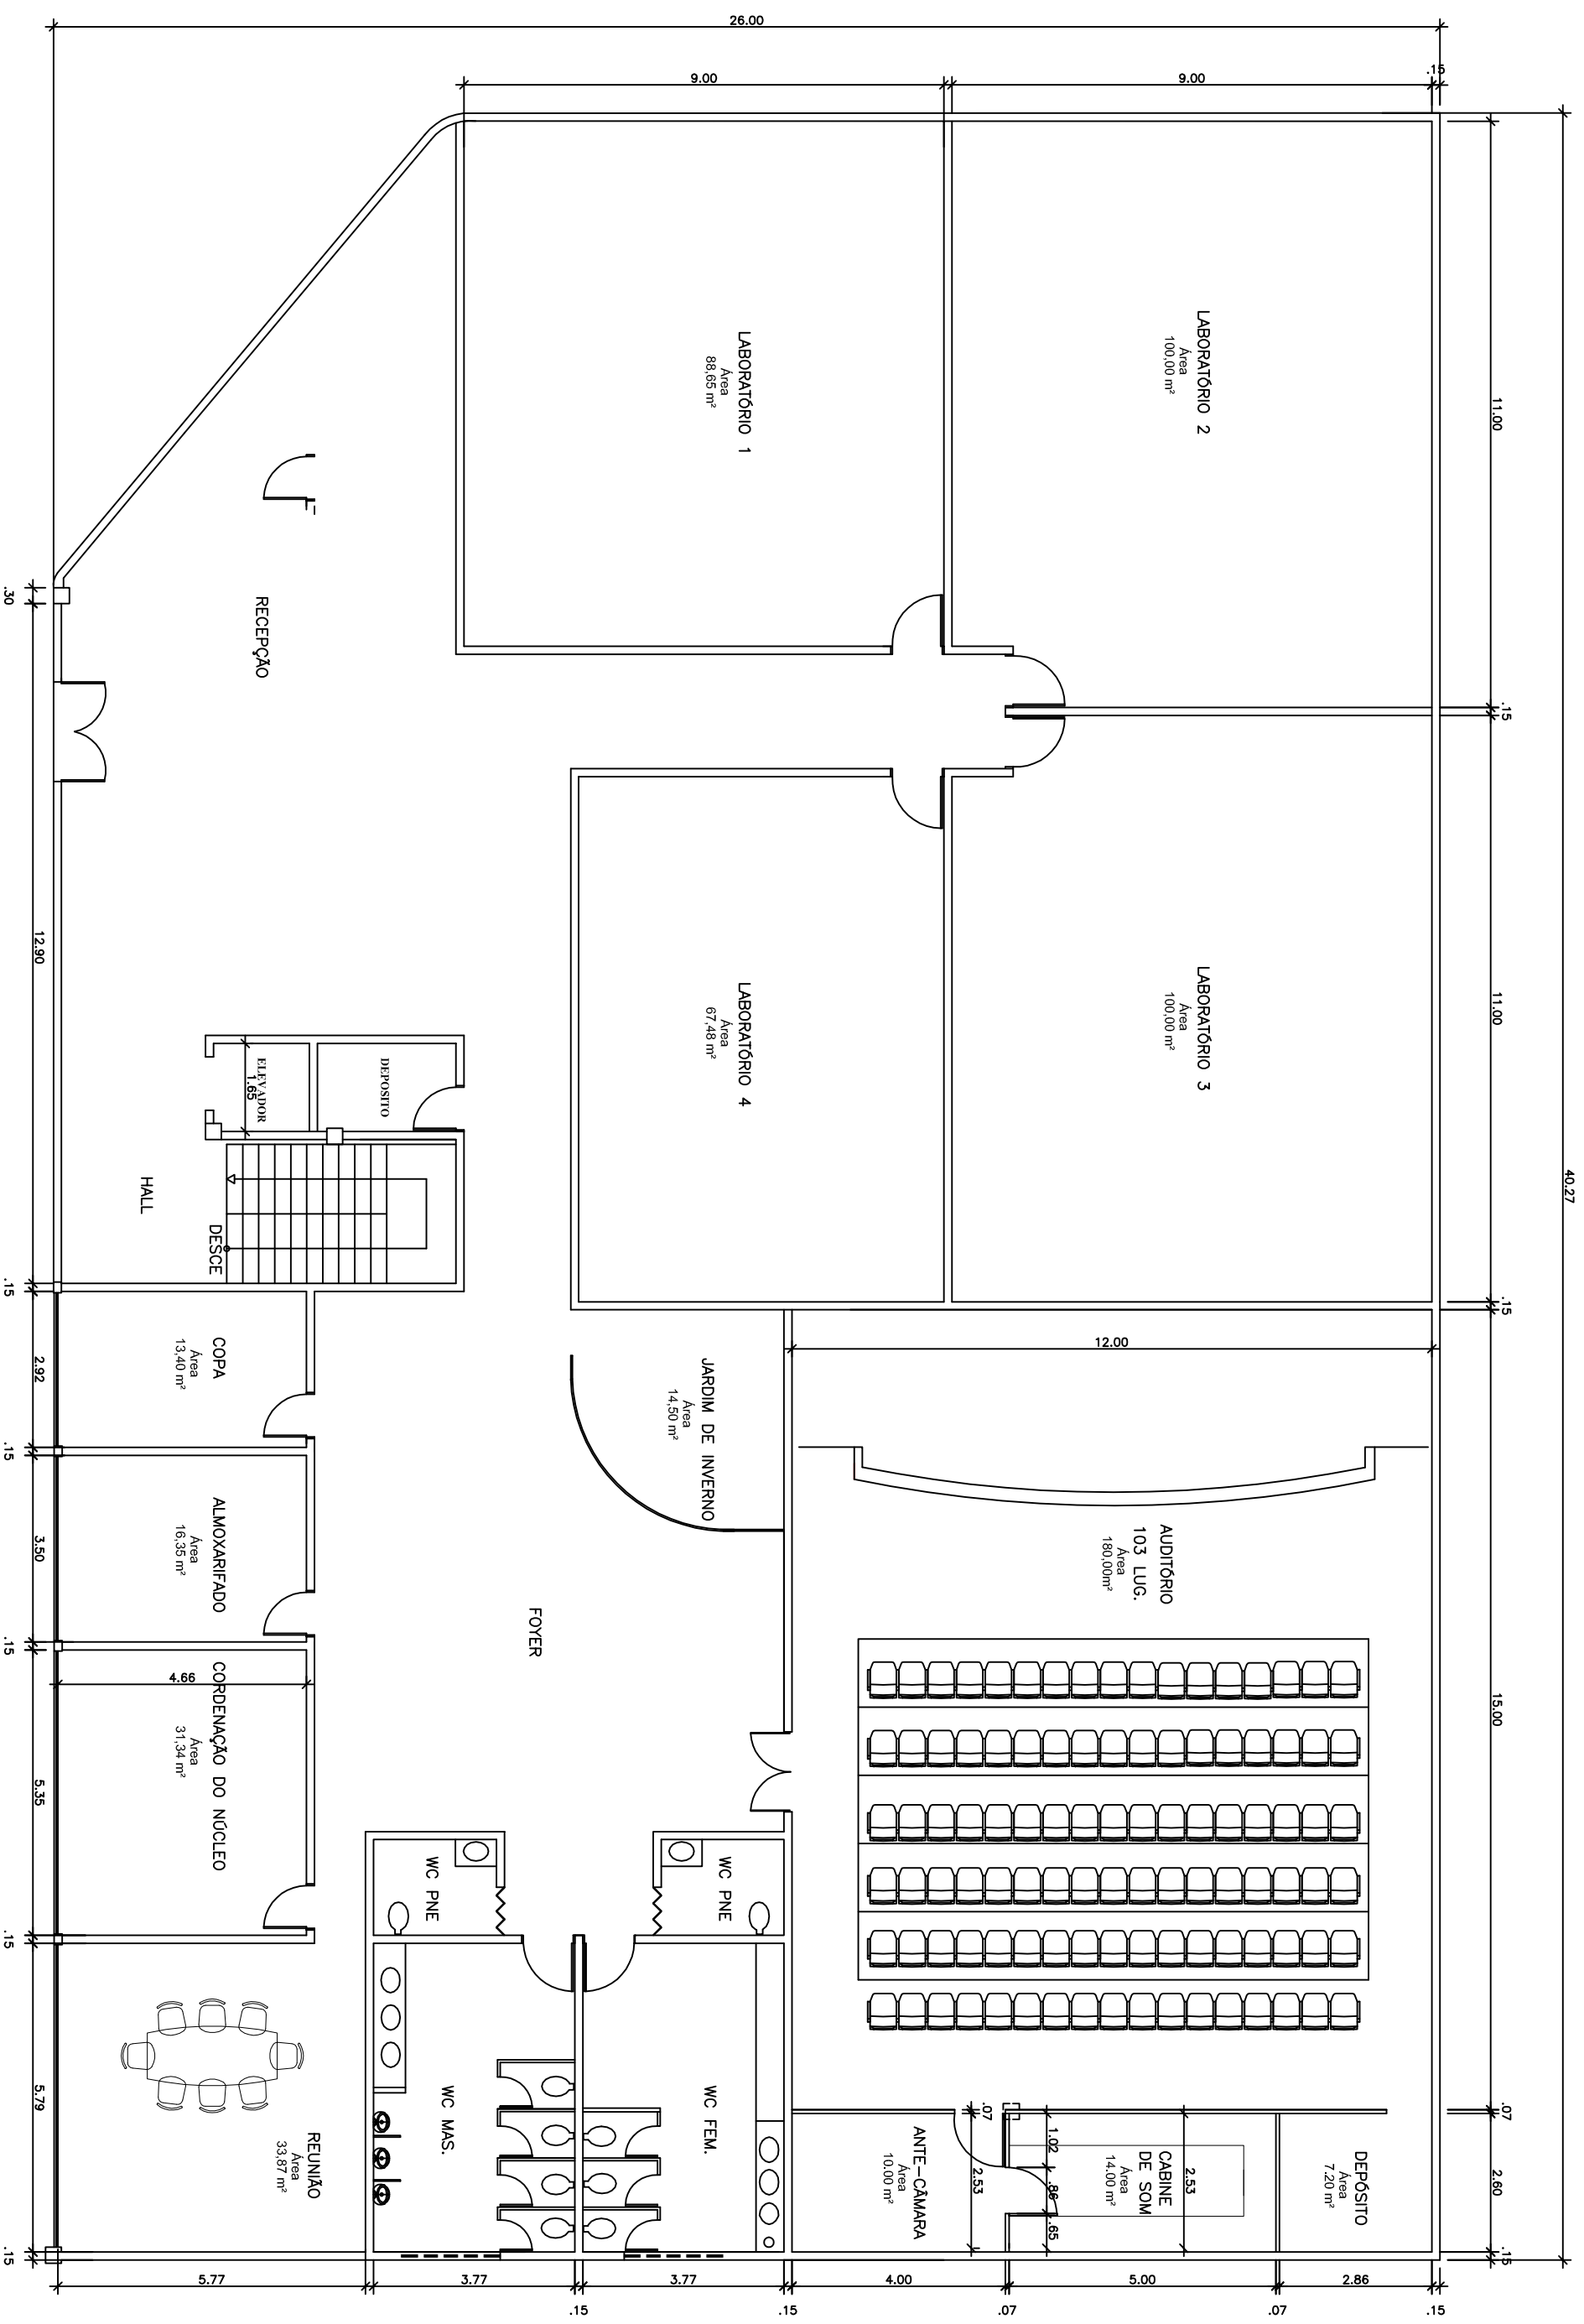 26.00
9.00
9.00
.15
40.27
LABORATÓRIO 2
Área
100,00 m²
LABORATÓRIO 1
Área
88,65 m²
11.00
.15
RECEPÇÃO
.30
12.90
LABORATÓRIO 3
Área
100,00 m²
LABORATÓRIO 4
Área
67,48 m²
11.00
.15
DEPOSITO
ELEVADOR
1.65
HALL
DESCE
.15
12.00
COPA
Área
13,40 m²
2.92
.15
JARDIM DE INVERNO
Área
14,50 m²
AUDITÓRIO
103 LUG.
Área
180,00m²
15.00
ALMOXARIFADO
Área
16,35 m²
3.50
.15
FOYER
4.66
CORDENAÇÃO DO NÚCLEO
Área
31,34 m²
5.35
.15
WC PNE
WC PNE
WC MAS.
WC FEM.
REUNIÃO
Área
33,87 m²
5.79
.15
.07
ANTE-CÂMARA
Área
10.00 m²
2.53
1.02
.86
.65
CABINE
DE SOM
Área
14.00 m²
2.53
DEPÓSITO
Área
7.20 m²
.07
2.60
.15
5.77
3.77
3.77
4.00
5.00
2.86
.15
.15
.07
.07
.15